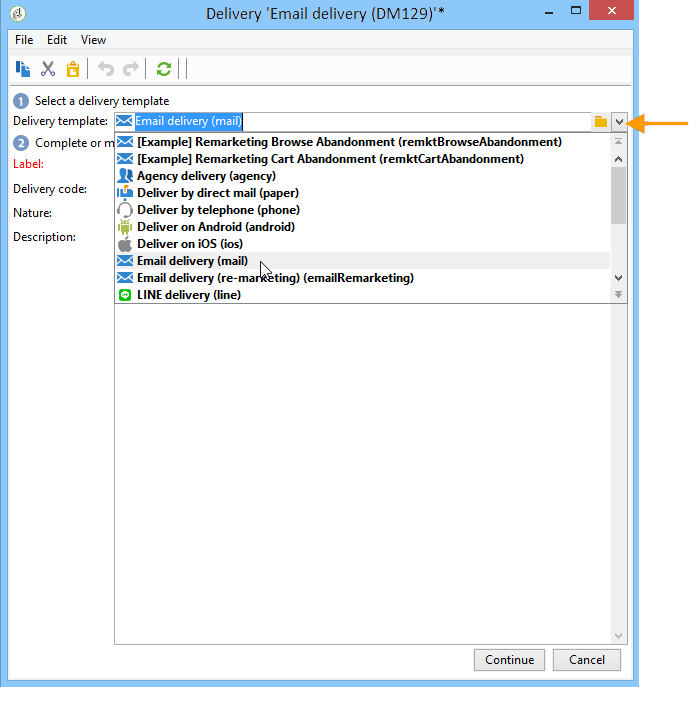 Delivery 'Email delivery (DM129)'*
File Edit View
1 Select a delivery template
Delivery template: Email delivery (mail)
2 Complete or m
[Example] Remarketing Browse Abandonment (remktBrowseAbandonment)
Label:
[Example] Remarketing Cart Abandonment (remktCartAbandonment)
Agency delivery (agency)
Delivery code:
Deliver by direct mail (paper)
Nature:
Deliver by telephone (phone)
Deliver on Android (android)
Description:
Deliver on iOS (ios)
Email delivery (mail)
Email delivery (re-marketing) (emailRemarketing)
LINE delivery (line)
Continue Cancel